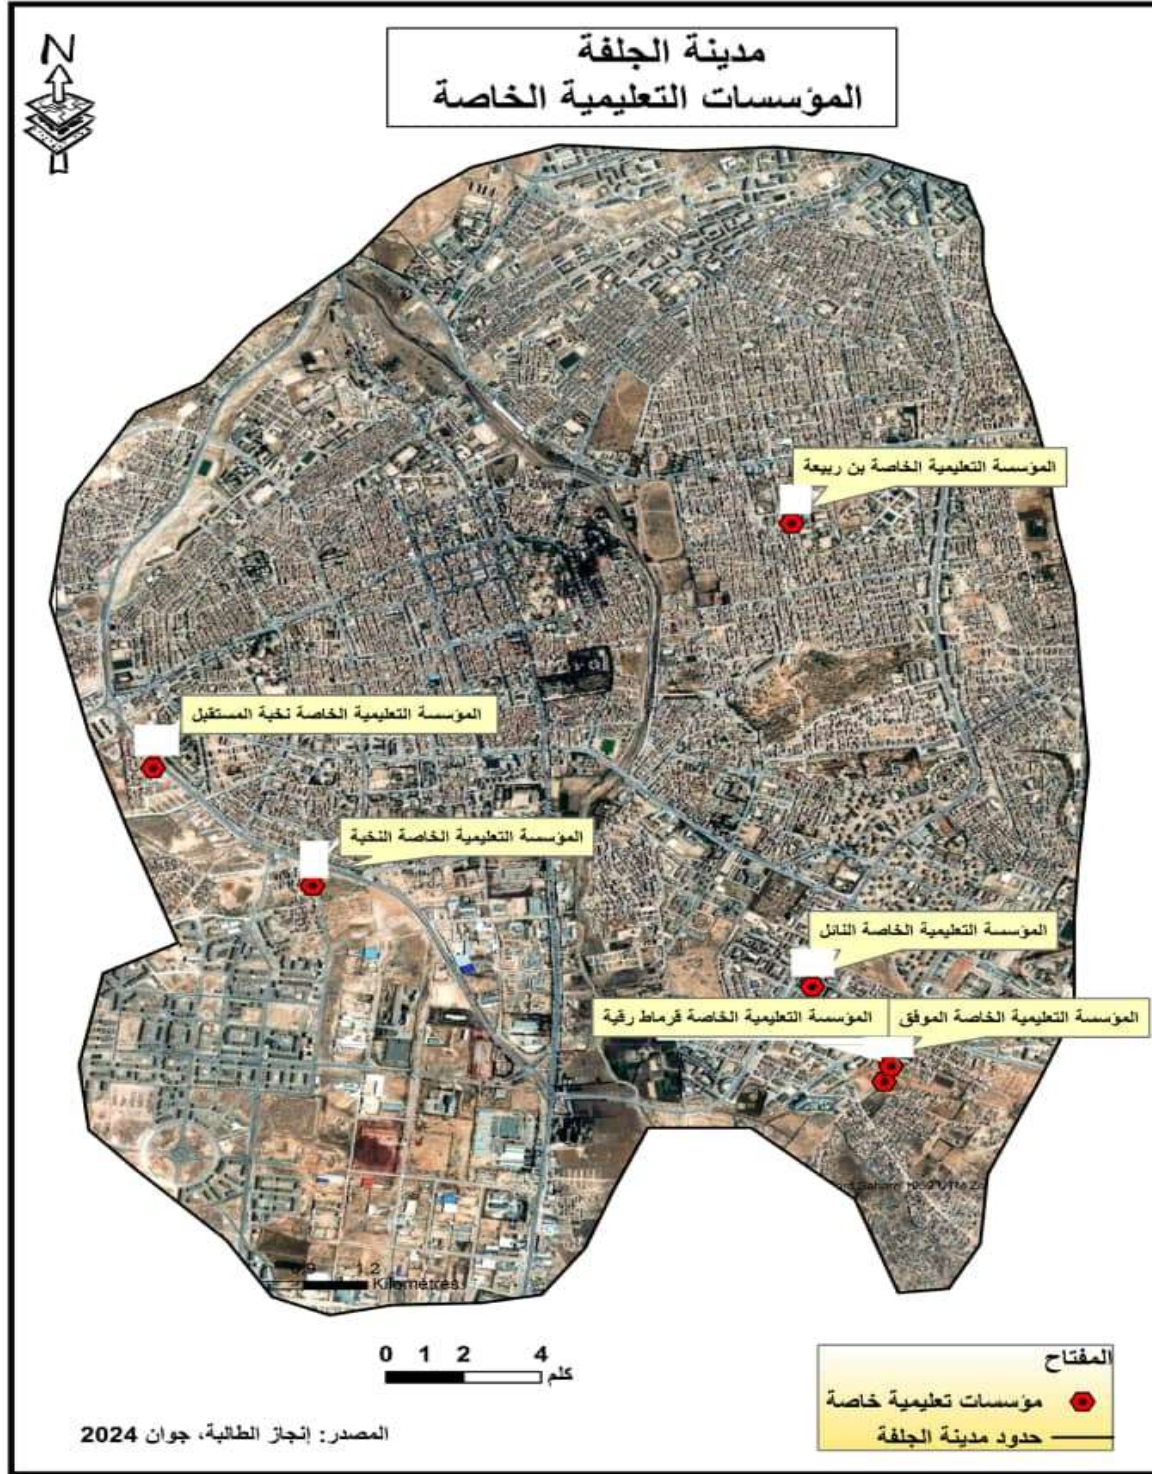 N
مدينة الجلفة
المؤسسات التعليمية الخاصة
المؤسسة التعليمية الخاصة بن ربيعة
المؤسسة التعليمية الخاصة نخبة المستقبل
المؤسسة التعليمية الخاصة النخبة
المؤسسة التعليمية الخاصة النائل
المؤسسة التعليمية الخاصة الموفق
المؤسسة التعليمية الخاصة قرماط رقية
1.2
Kilometres
0 1 2 4
كلم
المفتاح
مؤسسات تعليمية خاصة
حدود مدينة الجلفة
المصدر: إنجاز الطالبة، جوان 2024